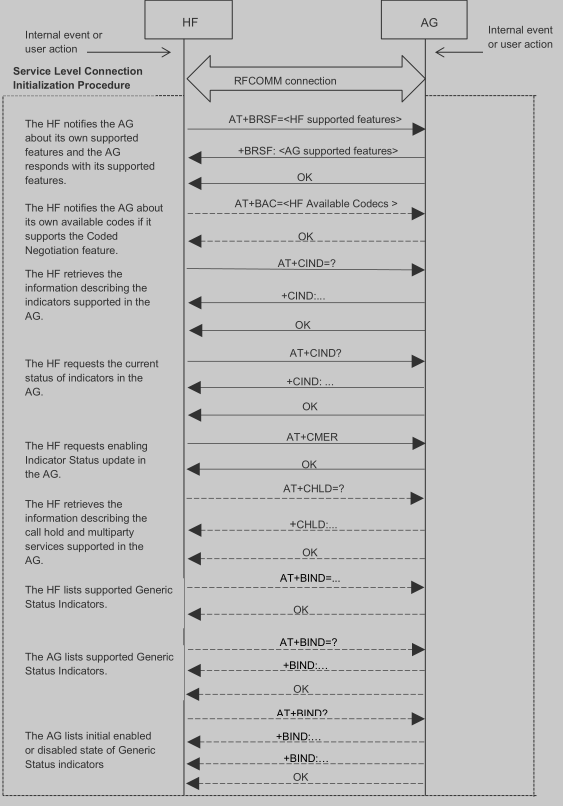 HF
AG
Internal event or
user action
Internal event
or user action
Service Level Connection
Initialization Procedure
RFCOMM connection
The HF notifies the AG
about its own supported
features and the AG
responds with its supported
features.
AT+BRSF=<HF supported features>
+BRSF: <AG supported features>
OK
The HF notifies the AG about
its own available codes if it
supports the Coded
Negotiation feature.
AT+BAC=<HF Available Codecs >
OK
The HF retrieves the
information describing the
indicators supported in the
AG.
AT+CIND=?
+CIND:...
OK
The HF requests the current
status of indicators in the
AG.
AT+CIND?
+CIND: ...
OK
The HF requests enabling
Indicator Status update in
the AG.
AT+CMER
OK
The HF retrieves the
information describing the
call hold and multiparty
services supported in the
AG.
AT+CHLD=?
+CHLD:...
OK
The HF lists supported Generic
Status Indicators.
AT+BIND=...
OK
The AG lists supported Generic
Status Indicators.
AT+BIND=?
+BIND:...
OK
The AG lists initial enabled
or disabled state of Generic
Status indicators
AT+BIND?
+BIND:...
+BIND:...
OK